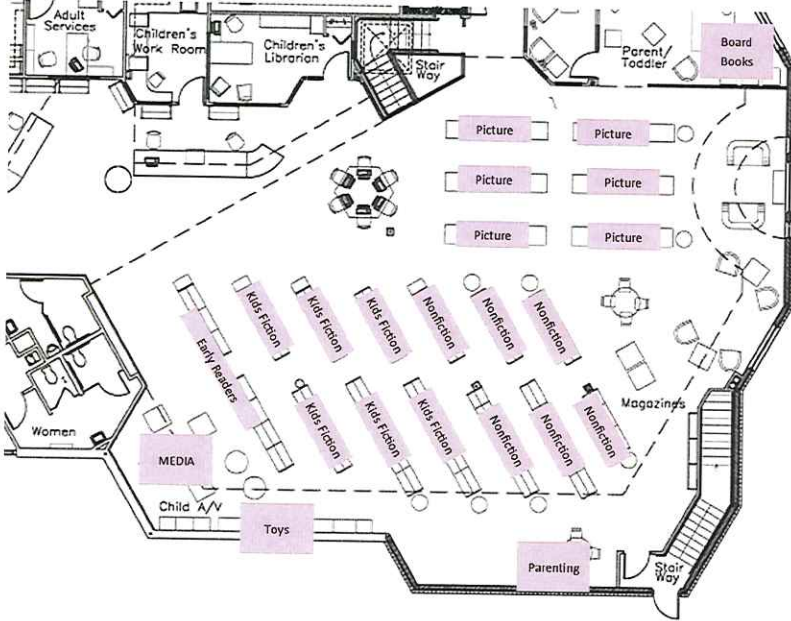 Adult
Services
Children's
Work Room
Children's
Librarian
Stair
Way
Parent/
Toddler
Board
Books
Picture
Picture
Picture
Picture
Picture
Picture
Kids Fiction
Kids Fiction
Kids Fiction
Nonfiction
Nonfiction
Nonfiction
Early Readers
Kids Fiction
Kids Fiction
Kids Fiction
Nonfiction
Nonfiction
Nonfiction
Magazines
Women
MEDIA
Child A/V
Toys
Parenting
Stair
Way